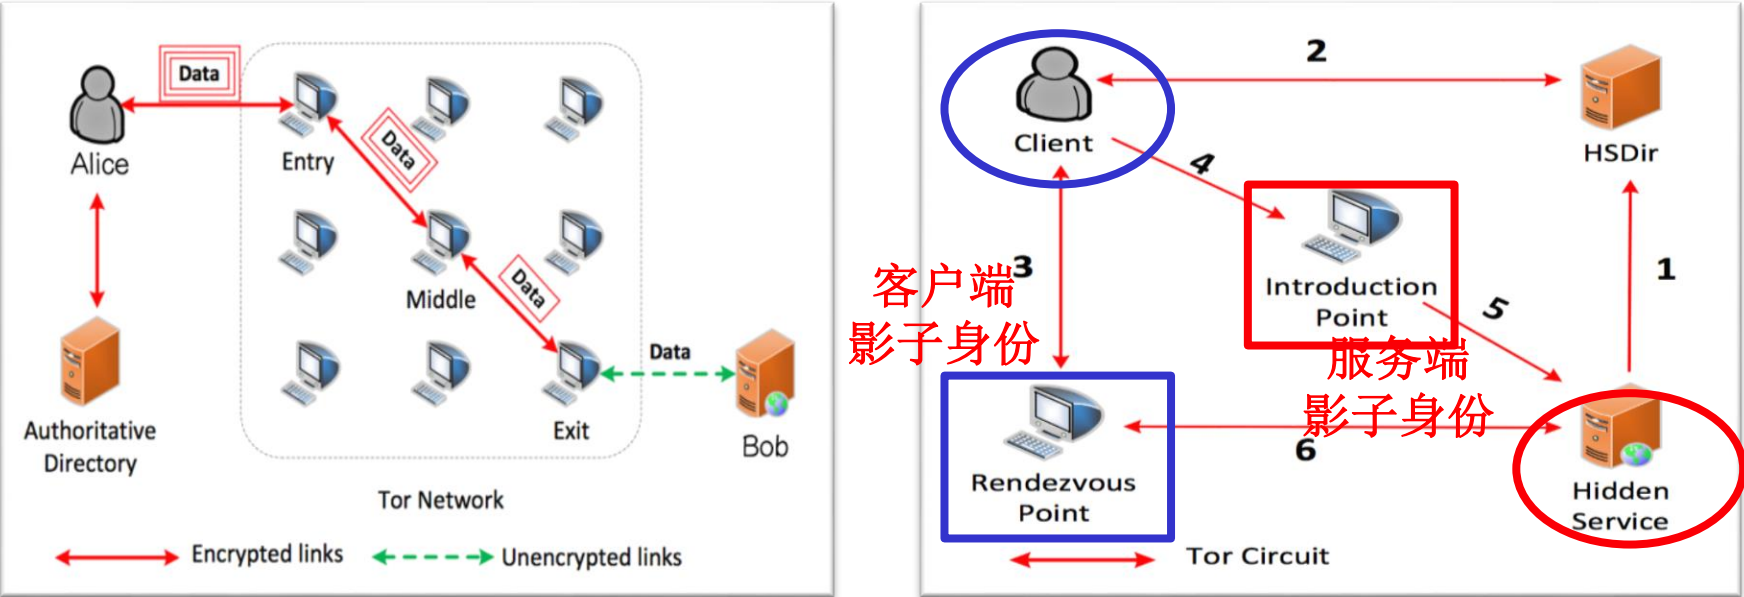 Data
Alice
Entry
Data
Middle
Data
Exit
Data
Bob
Authoritative
Directory
Tor Network
Encrypted links
Unencrypted links
2
Client
HSDir
4
3
客户端
影子身份
Introduction
Point
5
1
服务端
影子身份
6
Rendezvous
Point
Hidden
Service
Tor Circuit